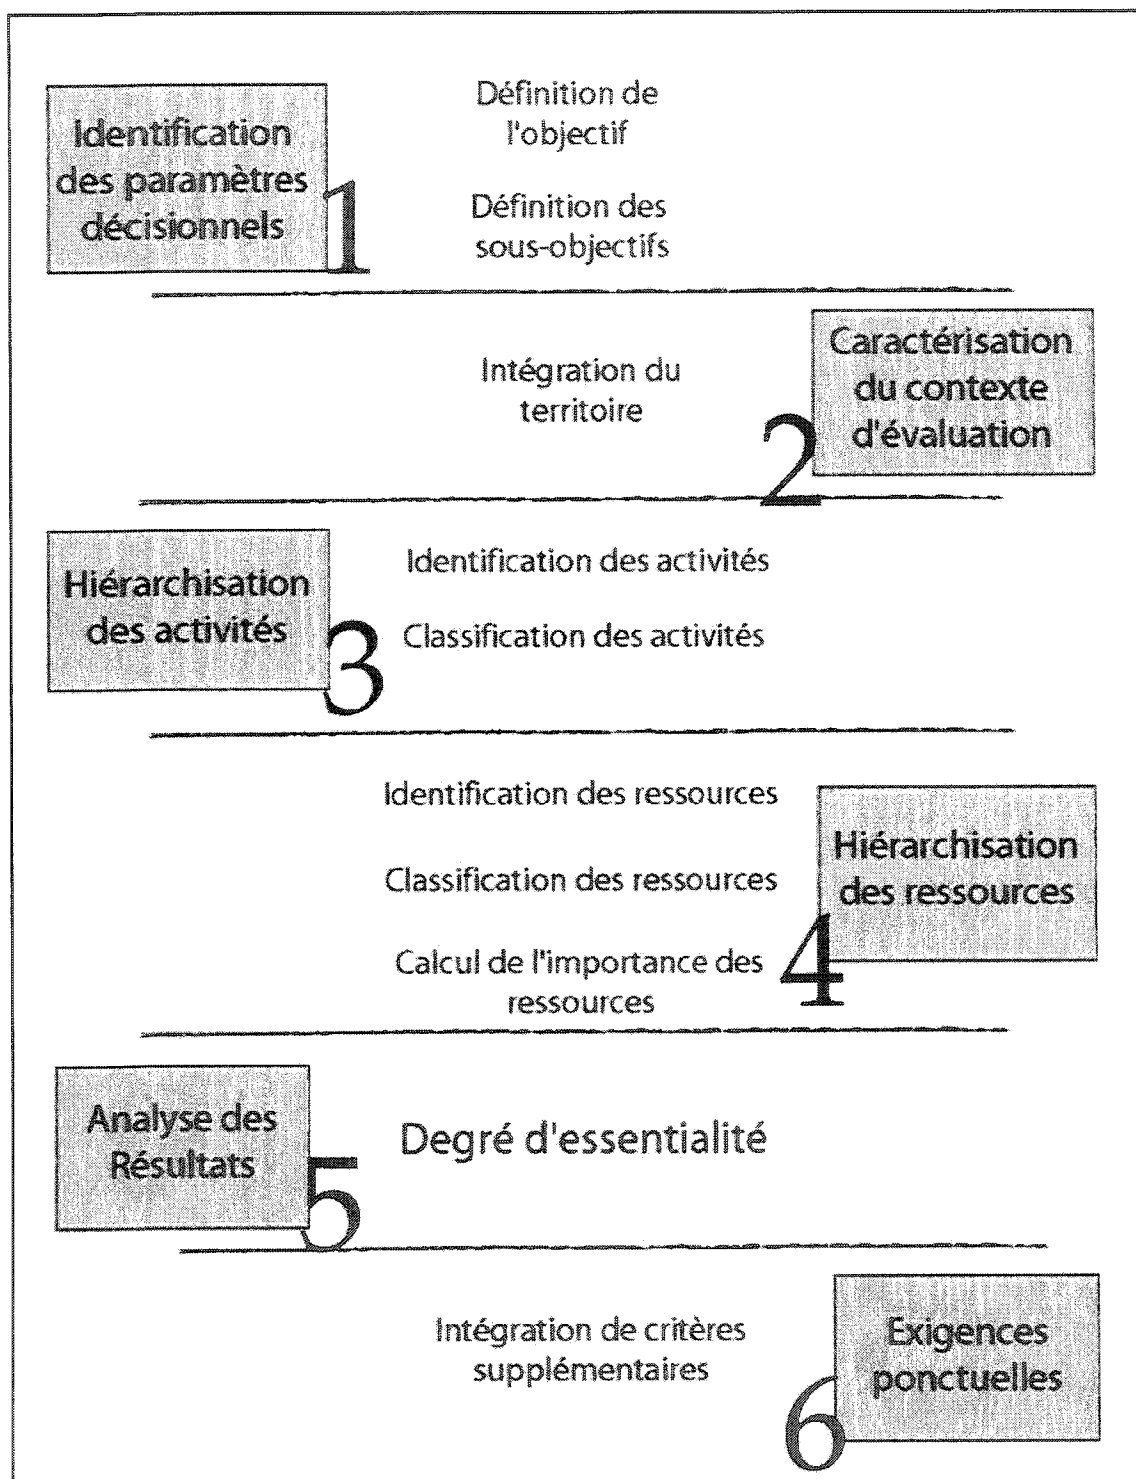 Identification
des paramètres
décisionnels
1
Définition de
l'objectif
Définition des
sous-objectifs
Intégration du
territoire
Caractérisation
du contexte
d'évaluation
2
Hiérarchisation
des activités
3
Identification des activités
Classification des activités
Identification des ressources
Classification des ressources
Calcul de l'importance des
ressources
Hiérarchisation
des ressources
4
Analyse des
Résultats
5
Degré d'essentialité
Intégration de critères
supplémentaires
Exigences
ponctuelles
6